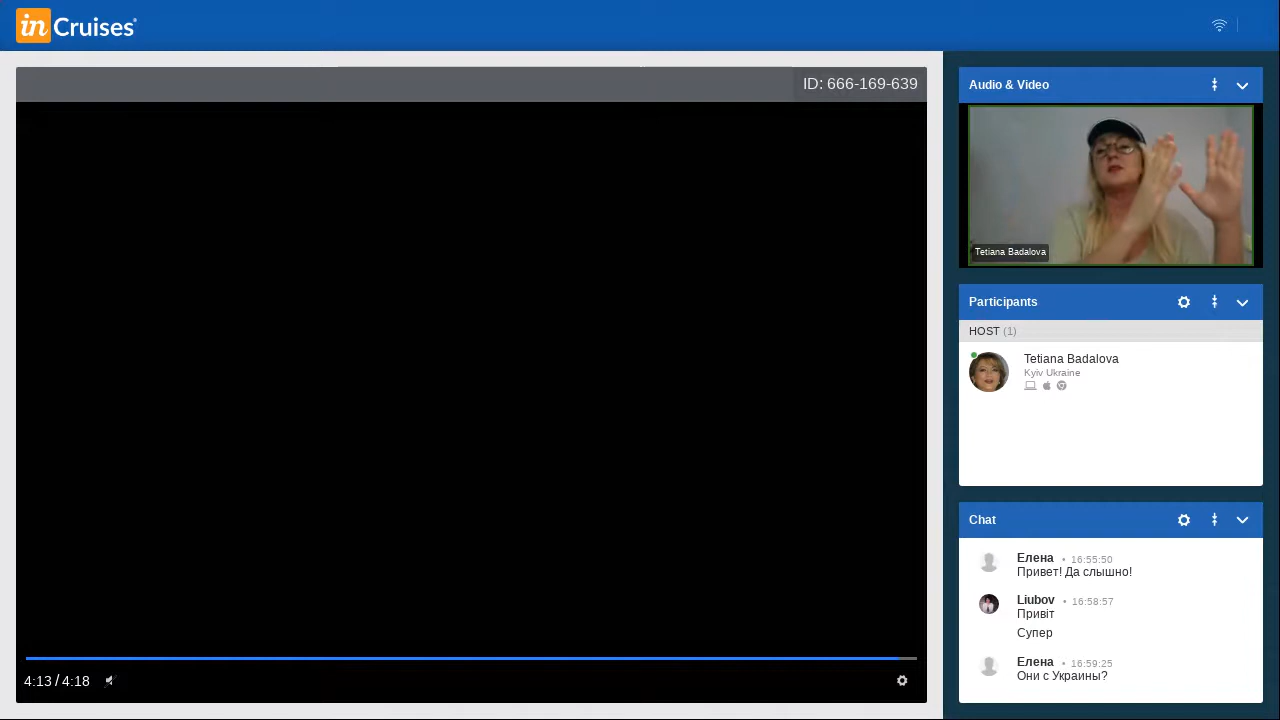 in Cruises
ID: 666-169-639
4:13 / 4:18
Audio & Video
Tetiana Badalova
Participants
HOST (1)
Tetiana Badalova
Kyiv Ukraine
Chat
Елена • 16:55:50
Привет! Да слышно!
Liubov • 16:58:57
Привіт
Супер
Елена • 16:59:25
Они с Украины?